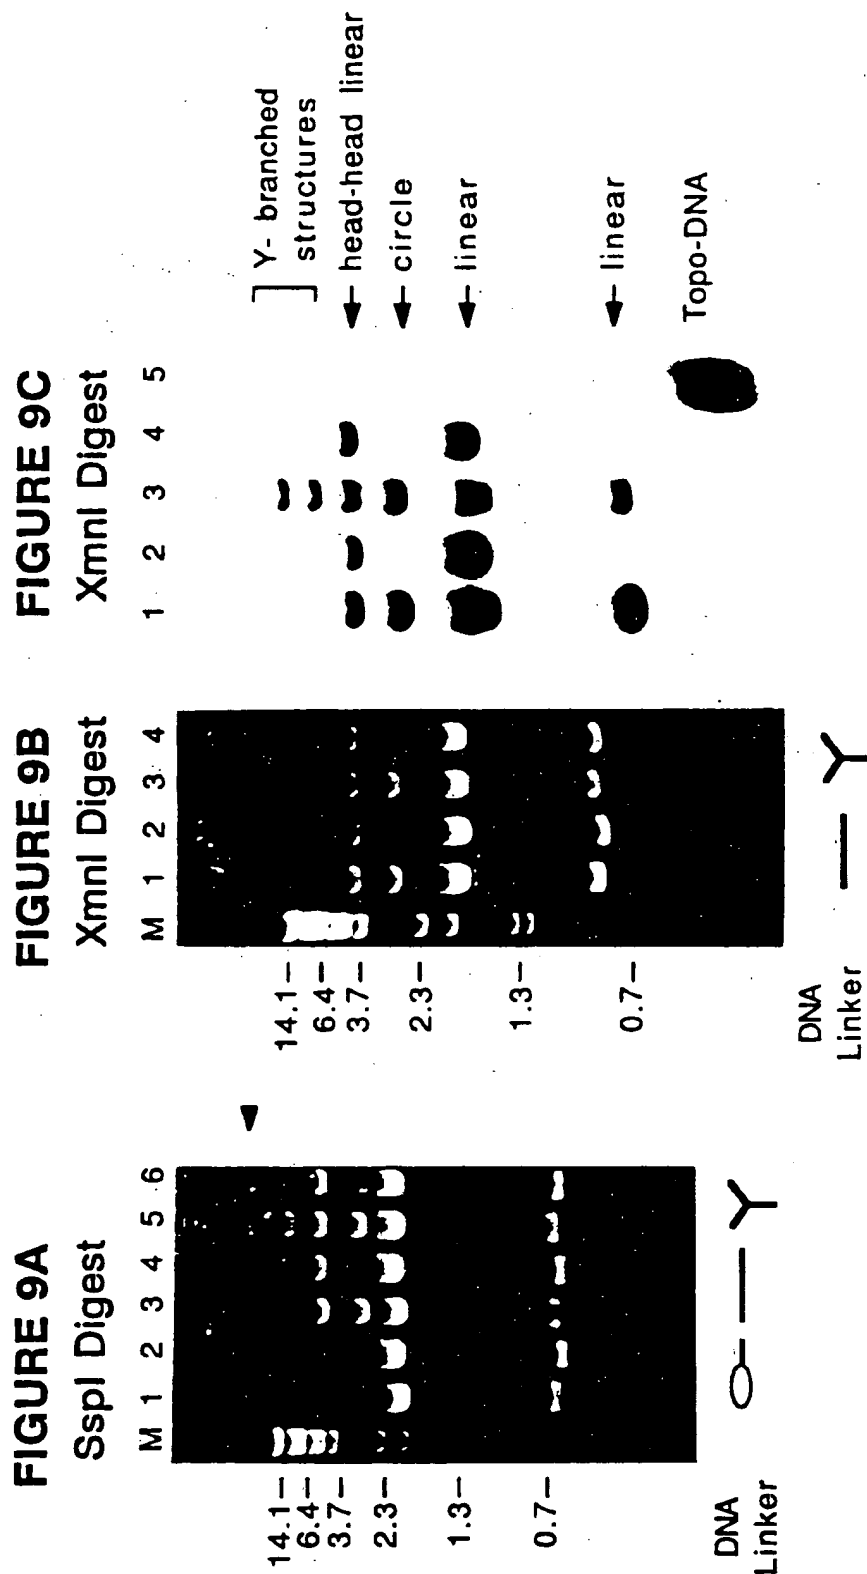 FIGURE 9A
SspI Digest
M 1 2 3 4 5 6
14.1 –
6.4 –
3.7 –
2.3 –
1.3 –
0.7 –
DNA
Linker
FIGURE 9B
XmnI Digest
M 1 2 3 4
14.1 –
6.4 –
3.7 –
2.3 –
1.3 –
0.7 –
DNA
Linker
FIGURE 9C
XmnI Digest
1 2 3 4 5
Y- branched
structures
head-head linear
circle
linear
linear
Topo-DNA